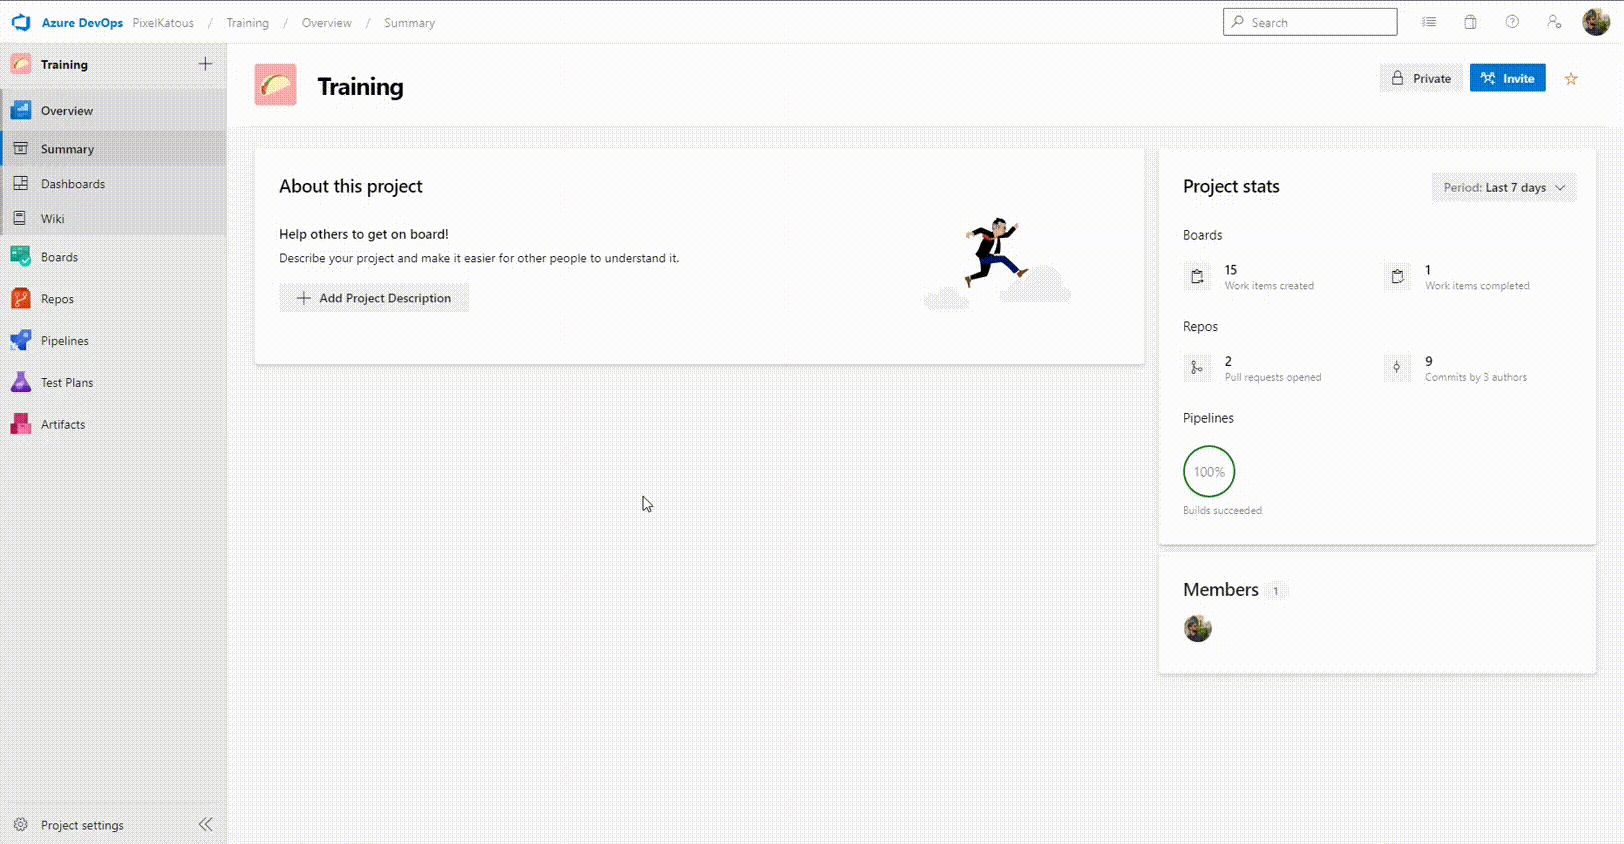 Azure DevOps PixelKatous / Training / Overview / Summary
Search
Training
Overview
Summary
Dashboards
Wiki
Boards
Repos
Pipelines
Test Plans
Artifacts
Project settings
Training
Private
Invite
About this project
Help others to get on board!
Describe your project and make it easier for other people to understand it.
Add Project Description
Project stats
Period: Last 7 days
Boards
15
Work items created
1
Work items completed
Repos
2
Pull requests opened
9
Commits by 3 authors
Pipelines
100%
Builds succeeded
Members 1